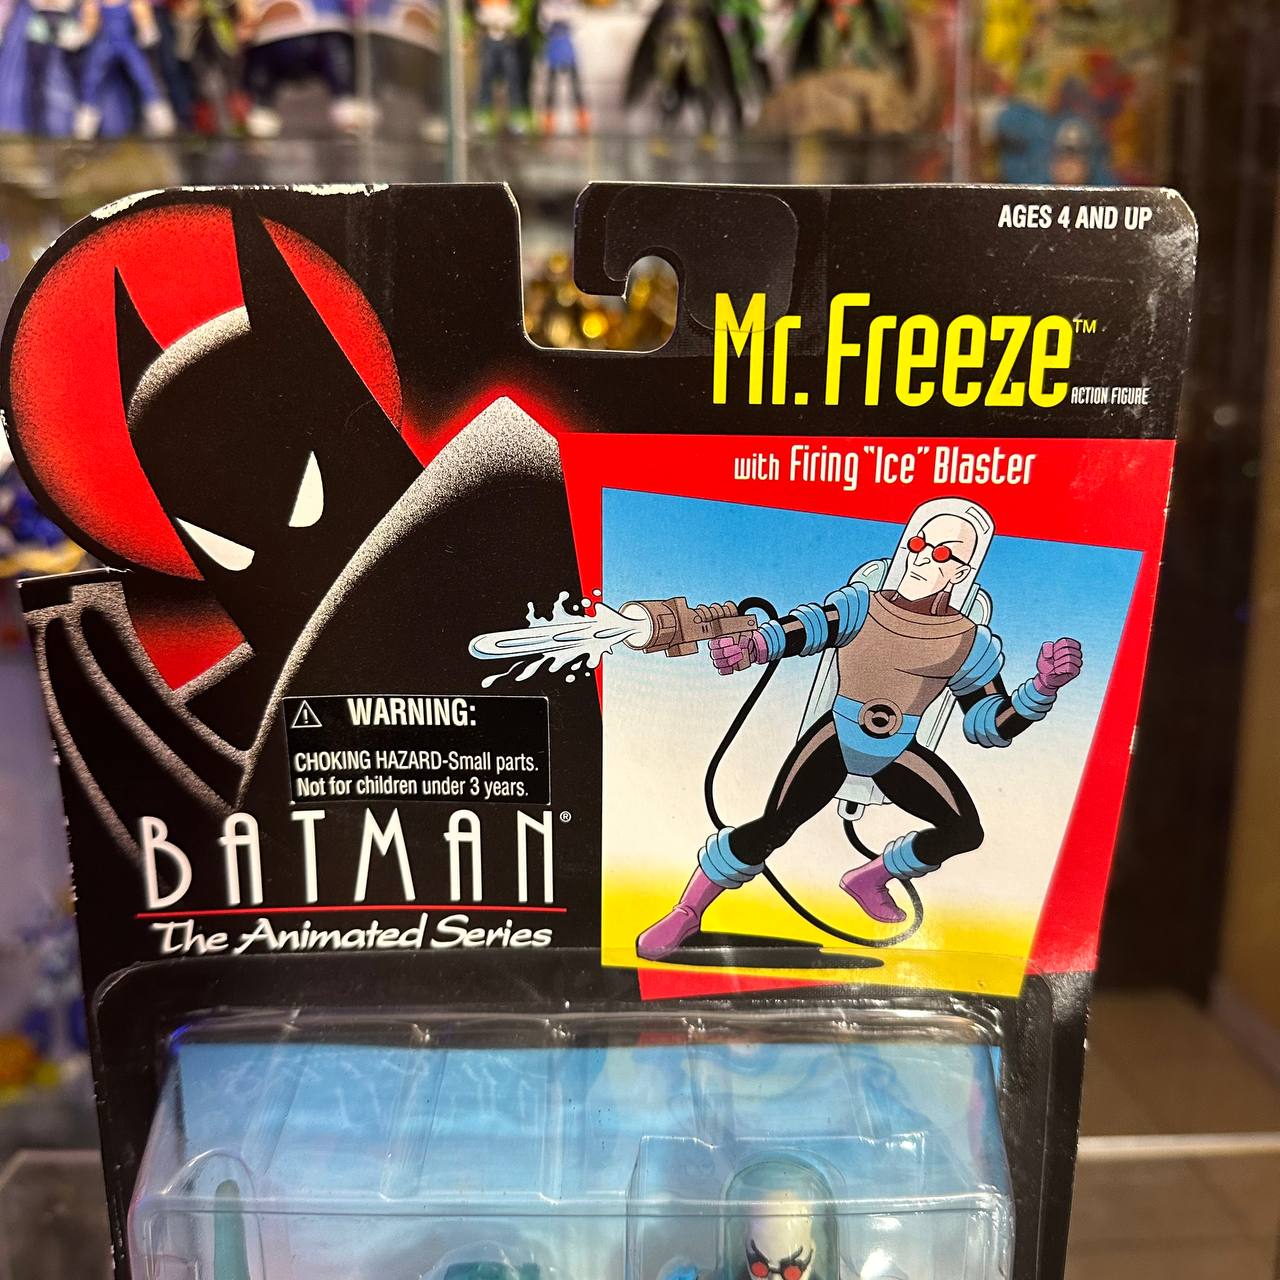 AGES 4 AND UP
Mr. Freeze™
ACTION FIGURE
with Firing "Ice" Blaster
WARNING:
CHOKING HAZARD-Small parts.
Not for children under 3 years.
BATMAN®
The Animated Series